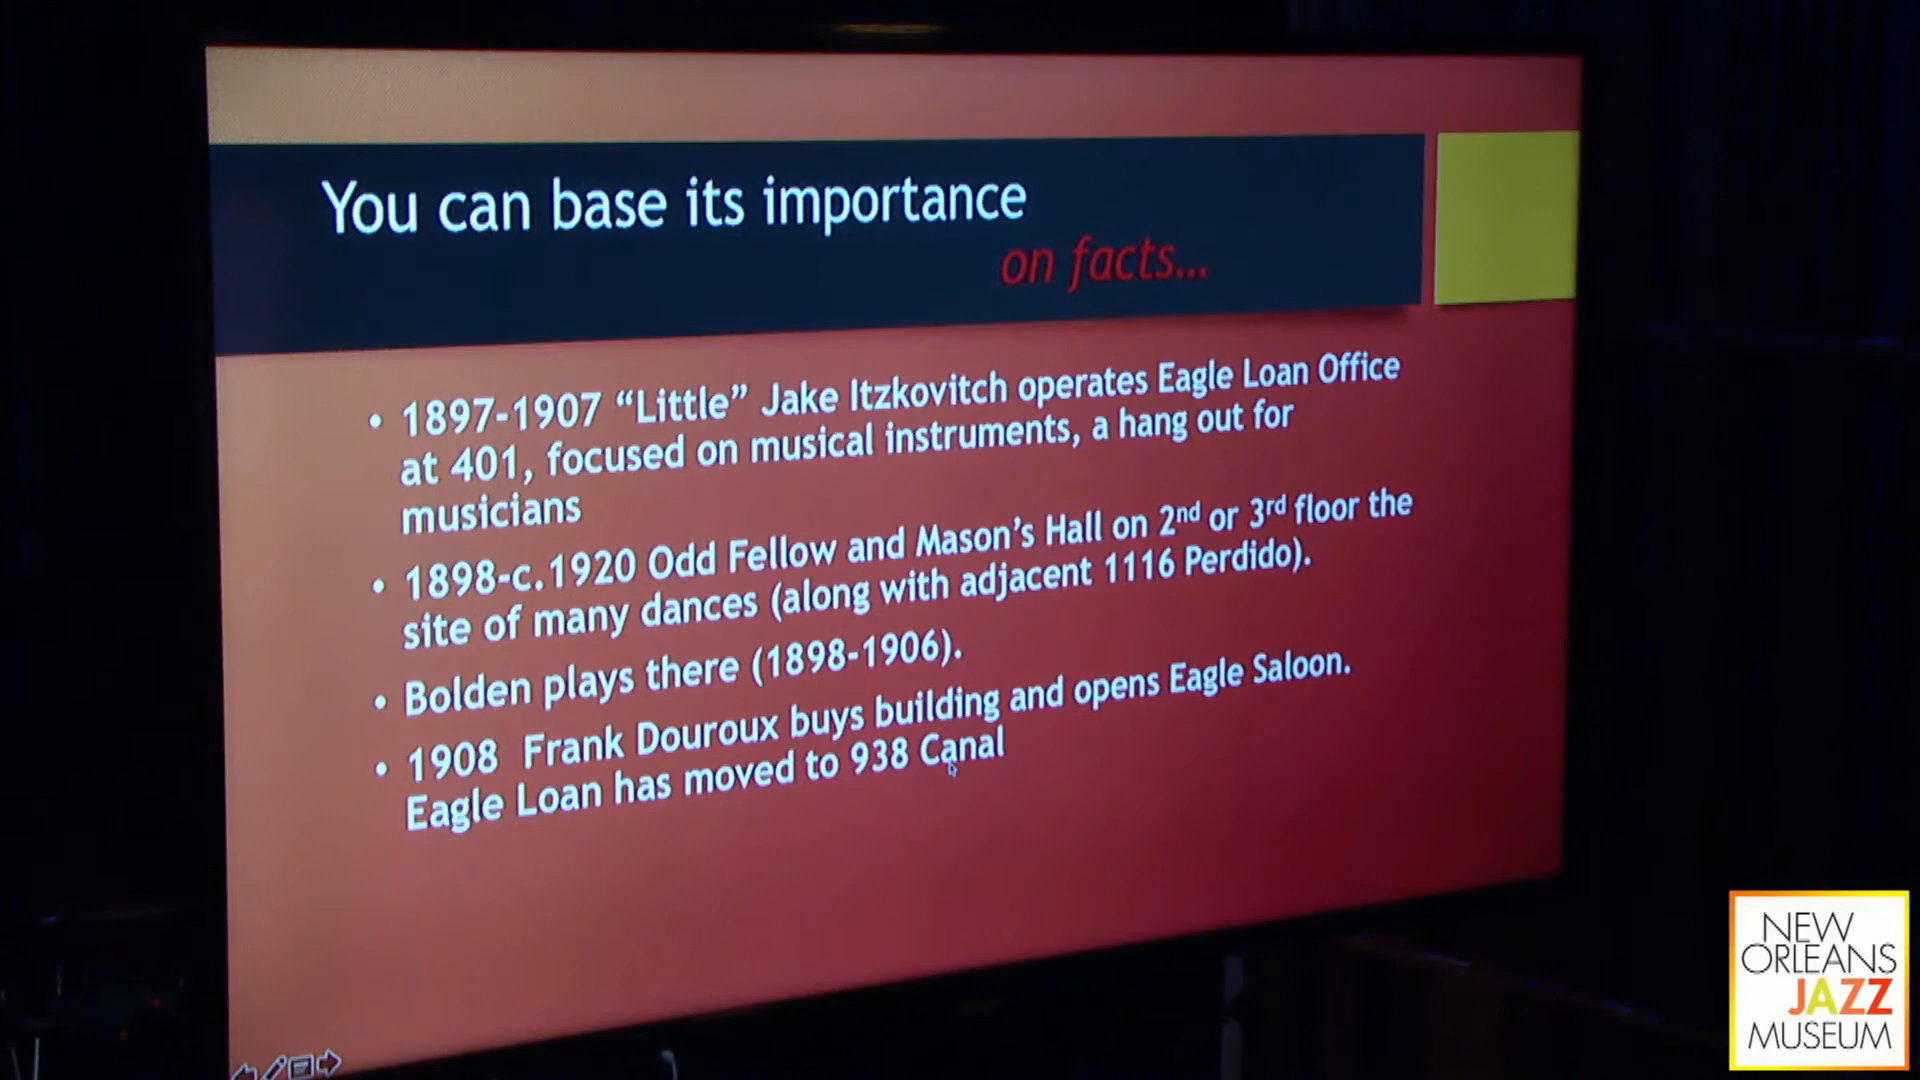 You can base its importance
on facts...
• 1897-1907 “Little” Jake Itzkovitch operates Eagle Loan Office
at 401, focused on musical instruments, a hang out for
musicians
• 1898-c.1920 Odd Fellow and Mason’s Hall on 2nd or 3rd floor the
site of many dances (along with adjacent 1116 Perdido).
• Bolden plays there (1898-1906).
• 1908 Frank Douroux buys building and opens Eagle Saloon.
Eagle Loan has moved to 938 Canal
NEW
ORLEANS
JAZZ
MUSEUM